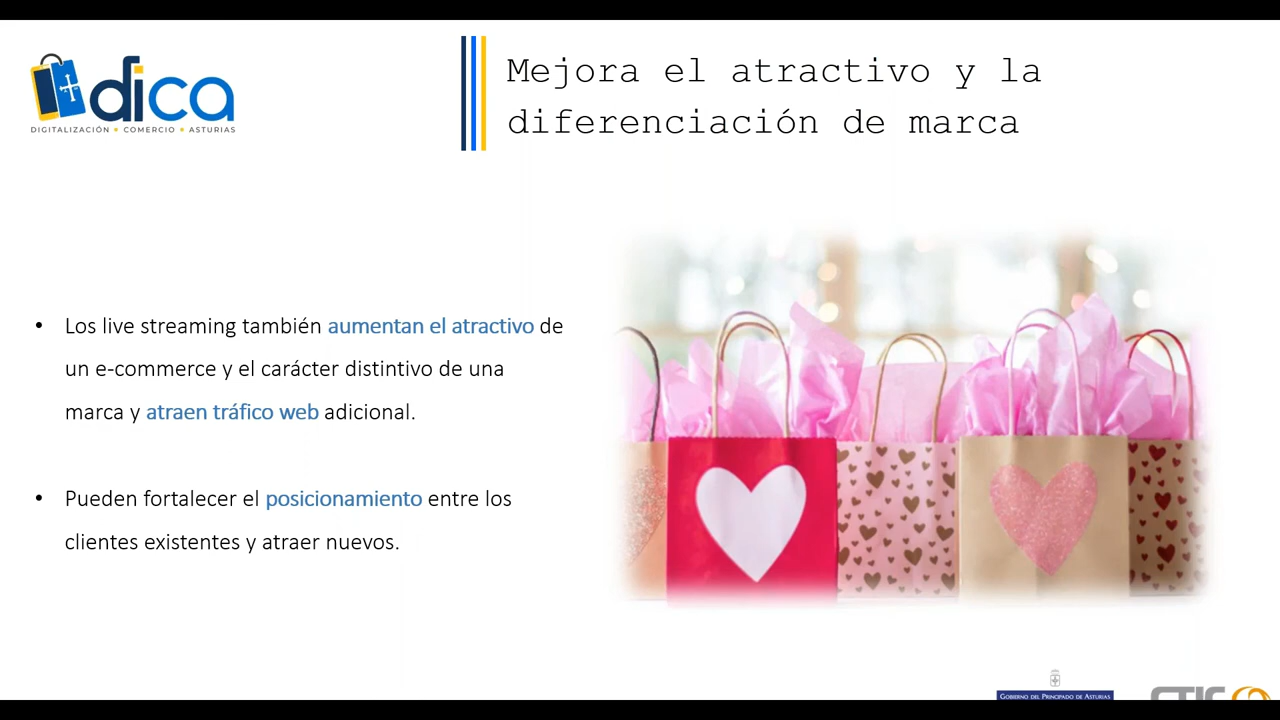 dica
DIGITALIZACIÓN • COMERCIO • ASTURIAS
Mejora el atractivo y la
diferenciación de marca
• Los live streaming también aumentan el atractivo de
un e-commerce y el carácter distintivo de una
marca y atraen tráfico web adicional.
• Pueden fortalecer el posicionamiento entre los
clientes existentes y atraer nuevos.
GOBIERNO DEL PRINCIPADO DE ASTURIAS